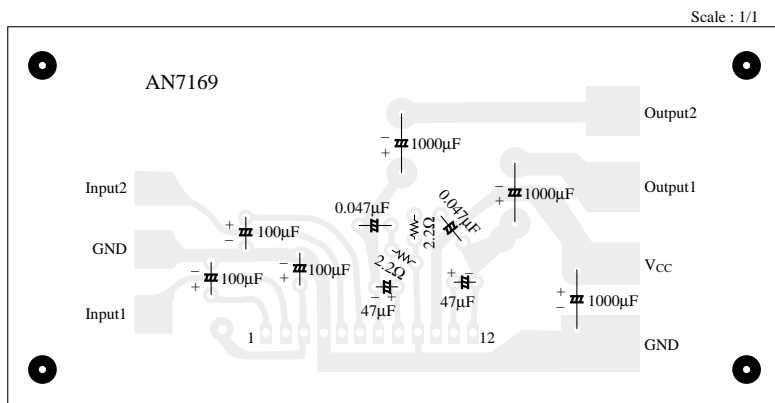 Scale : 1/1
AN7169
Output2
− + 1000µF
Input2
Output1
− + 1000µF
0.047µF
0.047µF
+ − 100µF
2.2Ω
GND
2.2Ω
VCC
− + 100µF
− + 100µF
− + 47µF
+ − 47µF
+ − 1000µF
Input1
1
12
GND